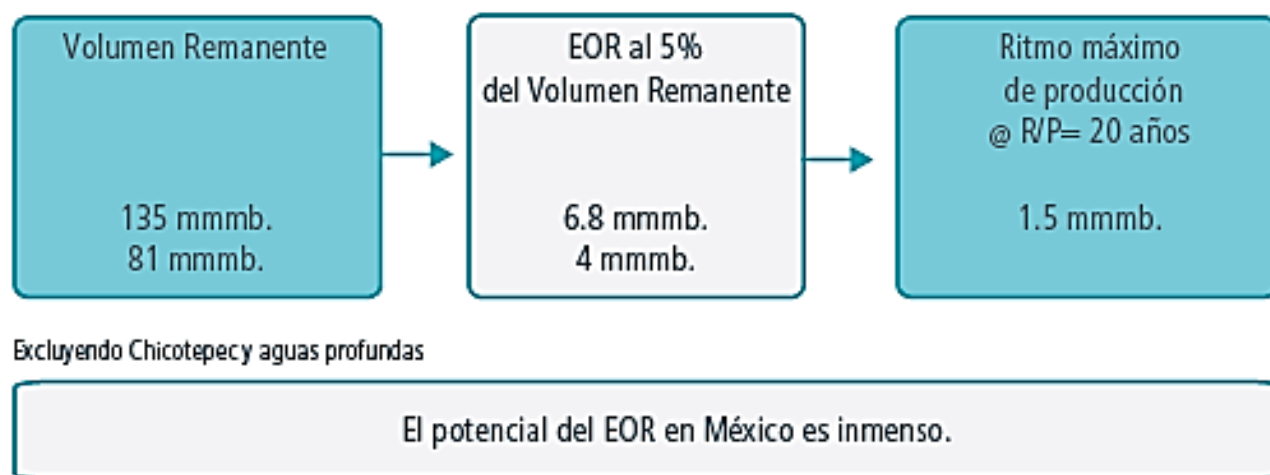 Volumen Remanente
135 mmmb.
81 mmmb.
EOR al 5%
del Volumen Remanente
6.8 mmmb.
4 mmmb.
Ritmo máximo
de producción
@ R/P= 20 años
1.5 mmmb.
Excluyendo Chicotepec y aguas profundas
El potencial del EOR en México es inmenso.